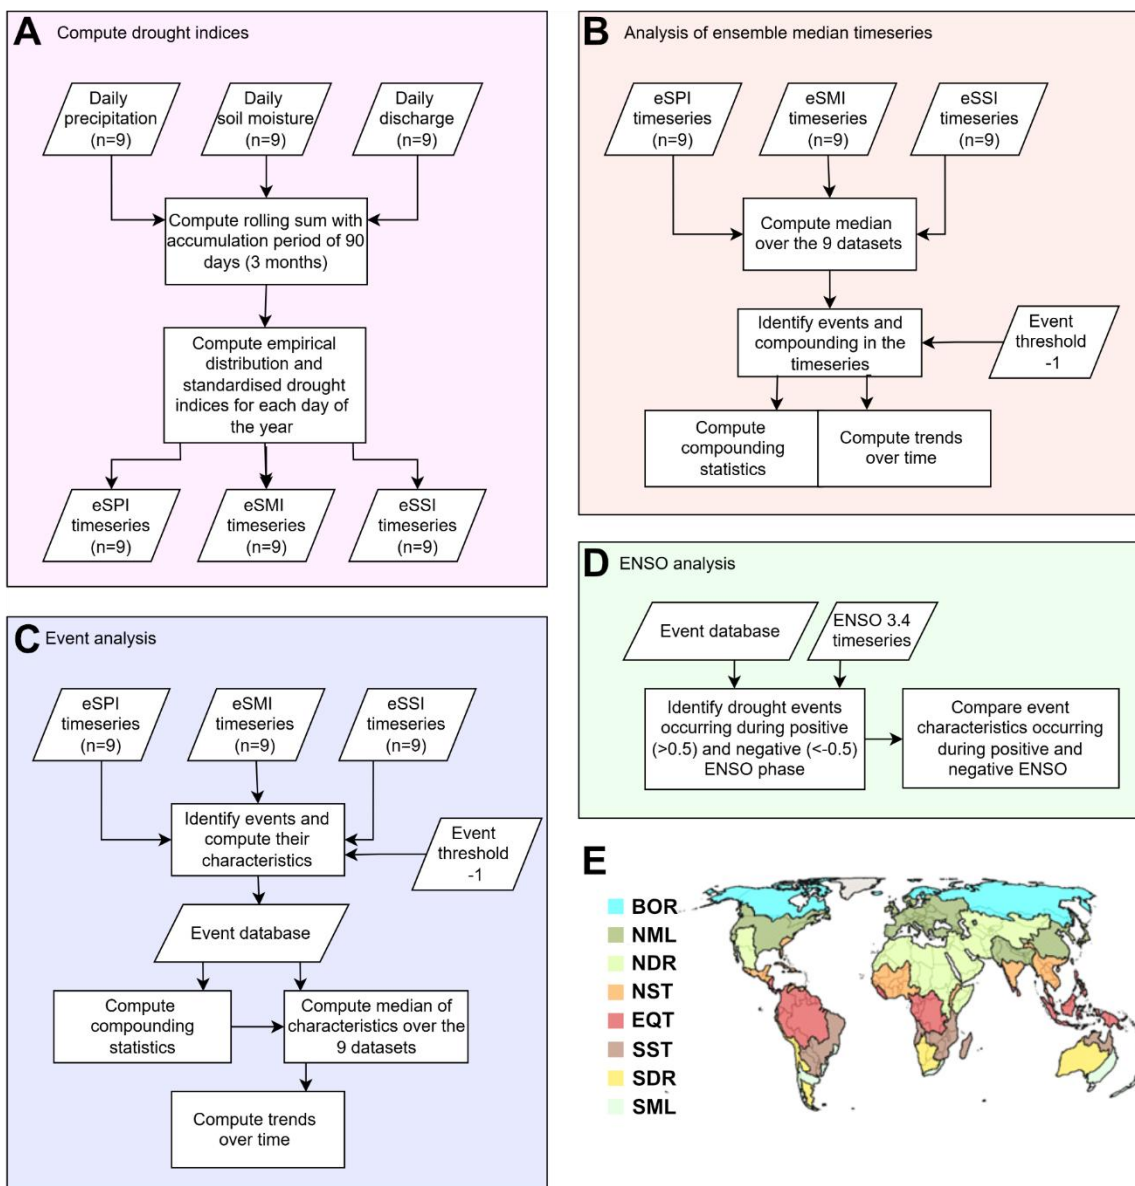 A Compute drought indices
Daily
precipitation
(n=9)
Daily
soil moisture
(n=9)
Daily
discharge
(n=9)
Compute rolling sum with
accumulation period of 90
days (3 months)
Compute empirical
distribution and
standardised drought
indices for each day of
the year
eSPI
timeseries
(n=9)
eSMI
timeseries
(n=9)
eSSI
timeseries
(n=9)
B Analysis of ensemble median timeseries
eSPI
timeseries
(n=9)
eSMI
timeseries
(n=9)
eSSI
timeseries
(n=9)
Compute median
over the 9 datasets
Identify events and
compounding in the
timeseries
Event
threshold
-1
Compute
compounding
statistics
Compute trends
over time
C Event analysis
eSPI
timeseries
(n=9)
eSMI
timeseries
(n=9)
eSSI
timeseries
(n=9)
Identify events and
compute their
characteristics
Event
threshold
-1
Event database
Compute
compounding
statistics
Compute median of
characteristics over the
9 datasets
Compute trends
over time
D ENSO analysis
Event database
ENSO 3.4
timeseries
Identify drought events
occurring during positive
(>0.5) and negative (<-0.5)
ENSO phase
Compare event
characteristics occurring
during positive and
negative ENSO
E
BOR
NML
NDR
NST
EQT
SST
SDR
SML